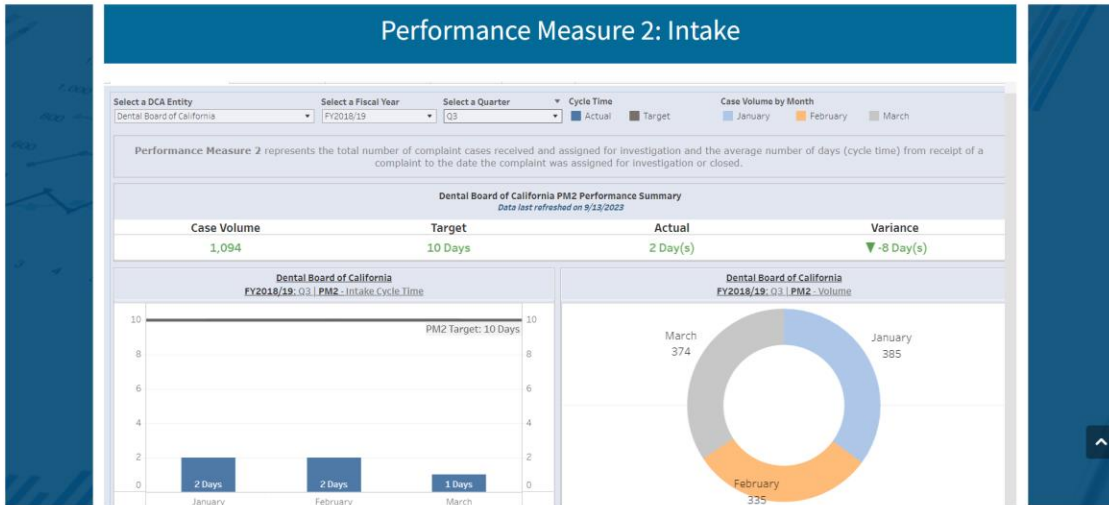 Performance Measure 2: Intake
Select a DCA Entity
Dental Board of California
Select a Fiscal Year
FY2018/19
Select a Quarter
Q3
Cycle Time
Actual
Target
Case Volume by Month
January
February
March
Performance Measure 2 represents the total number of complaint cases received and assigned for investigation and the average number of days (cycle time) from receipt of a
complaint to the date the complaint was assigned for investigation or closed.
Dental Board of California PM2 Performance Summary
Data last refreshed on 9/13/2023
Case Volume Target Actual Variance
1,094 10 Days 2 Day(s) ▼ -8 Day(s)
Dental Board of California
FY2018/19: Q3 | PM2 - Intake Cycle Time
10 10
PM2 Target: 10 Days
8 8
6 6
4 4
2 2
0 0
2 Days 2 Days 1 Days
January February March
Dental Board of California
FY2018/19: Q3 | PM2 - Volume
March
374
January
385
February
335